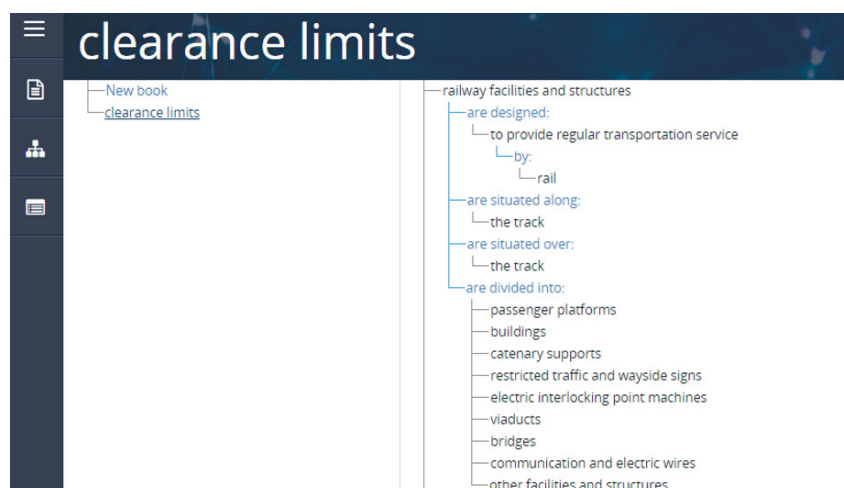 clearance limits
New book
clearance limits
railway facilities and structures
are designed:
to provide regular transportation service
by:
rail
are situated along:
the track
are situated over:
the track
are divided into:
passenger platforms
buildings
catenary supports
restricted traffic and wayside signs
electric interlocking point machines
viaducts
bridges
communication and electric wires
other facilities and structures